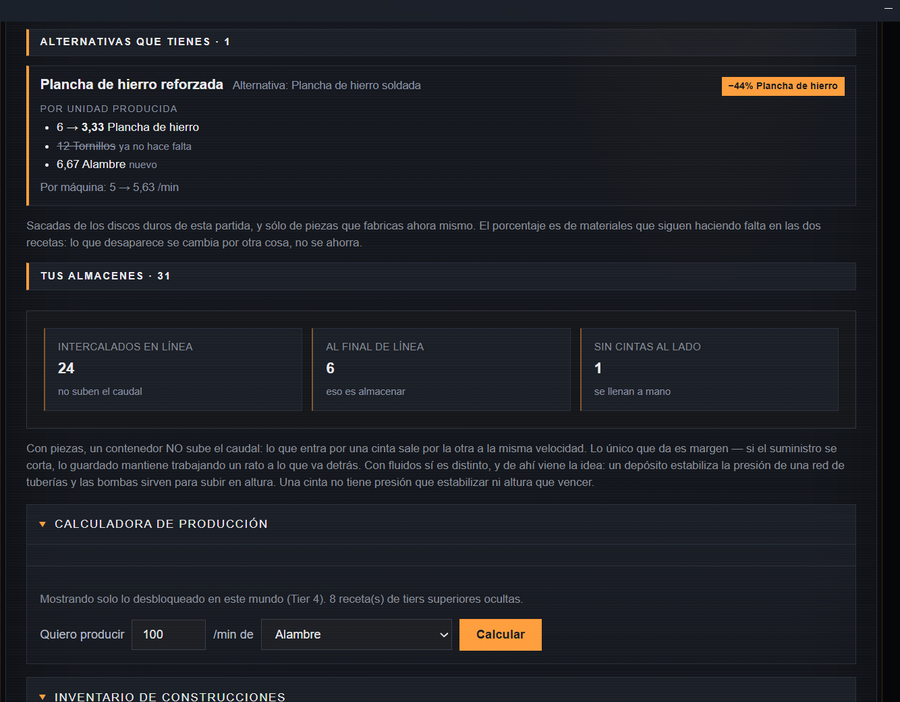 ALTERNATIVAS QUE TIENES · 1
Plancha de hierro reforzada Alternativa: Plancha de hierro soldada
−44% Plancha de hierro
POR UNIDAD PRODUCIDA
• 6 → 3,33 Plancha de hierro
• 12 Tornillos ya no hace falta
• 6,67 Alambre nuevo
Por máquina: 5 → 5,63 /min
Sacadas de los discos duros de esta partida, y sólo de piezas que fabricas ahora mismo. El porcentaje es de materiales que siguen haciendo falta en las dos
recetas: lo que desaparece se cambia por otra cosa, no se ahorra.
TUS ALMACENES · 31
INTERCALADOS EN LÍNEA
24
no suben el caudal
AL FINAL DE LÍNEA
6
eso es almacenar
SIN CINTAS AL LADO
1
se llenan a mano
Con piezas, un contenedor NO sube el caudal: lo que entra por una cinta sale por la otra a la misma velocidad. Lo único que da es margen — si el suministro se
corta, lo guardado mantiene trabajando un rato a lo que va detrás. Con fluidos sí es distinto, y de ahí viene la idea: un depósito estabiliza la presión de una red de
tuberías y las bombas sirven para subir en altura. Una cinta no tiene presión que estabilizar ni altura que vencer.
▼ CALCULADORA DE PRODUCCIÓN
Mostrando solo lo desbloqueado en este mundo (Tier 4). 8 receta(s) de tiers superiores ocultas.
Quiero producir 100 /min de Alambre Calcular
▼ INVENTARIO DE CONSTRUCCIONES